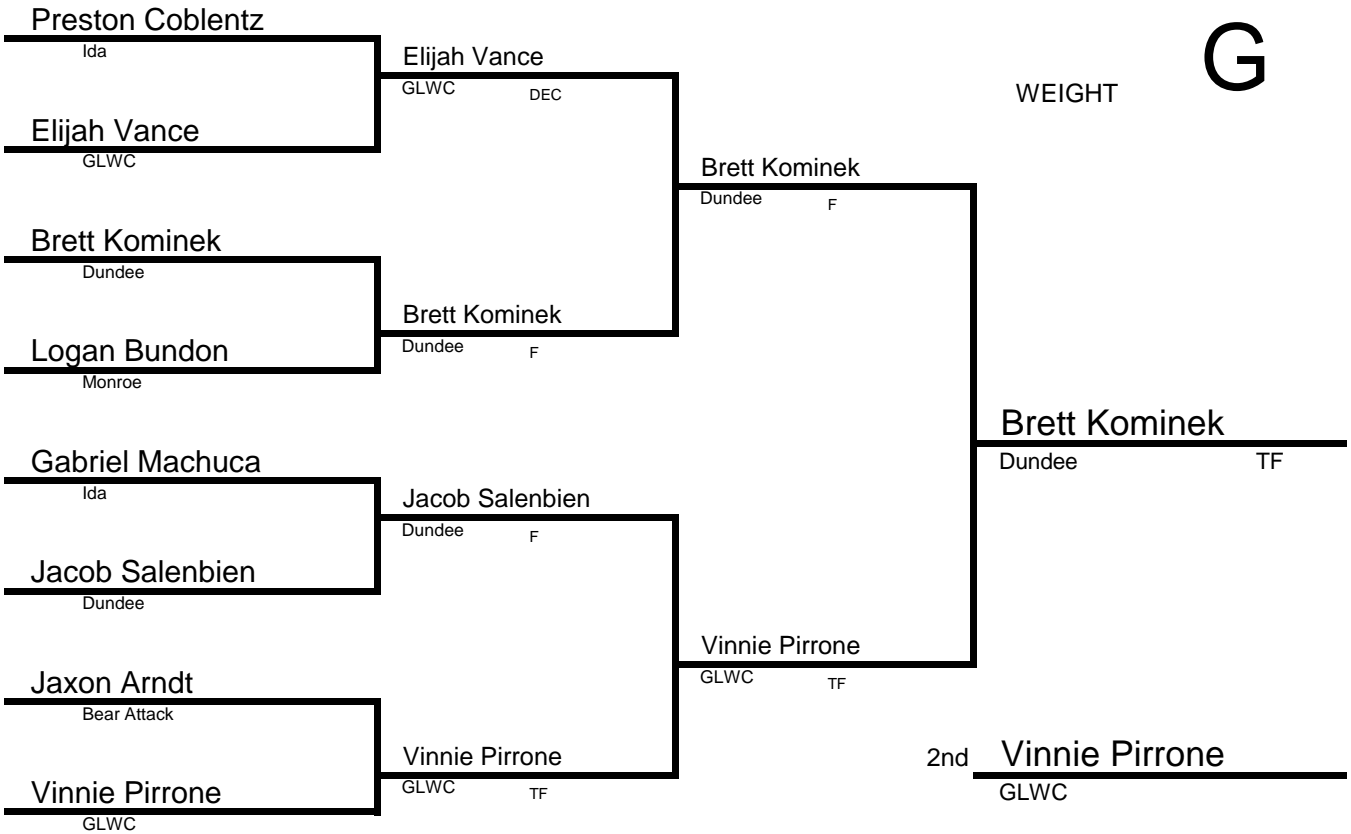 Preston Coblentz
Ida
Elijah Vance
GLWC
Brett Kominek
Dundee
Logan Bundon
Monroe
Gabriel Machuca
Ida
Jacob Salenbien
Dundee
Jaxon Arndt
Bear Attack
Vinnie Pirrone
GLWC
Elijah Vance
GLWC DEC
Brett Kominek
Dundee F
Jacob Salenbien
Dundee F
Vinnie Pirrone
GLWC TF
Brett Kominek
Dundee F
Vinnie Pirrone
GLWC TF
WEIGHT G
Brett Kominek
Dundee TF
2nd Vinnie Pirrone
GLWC